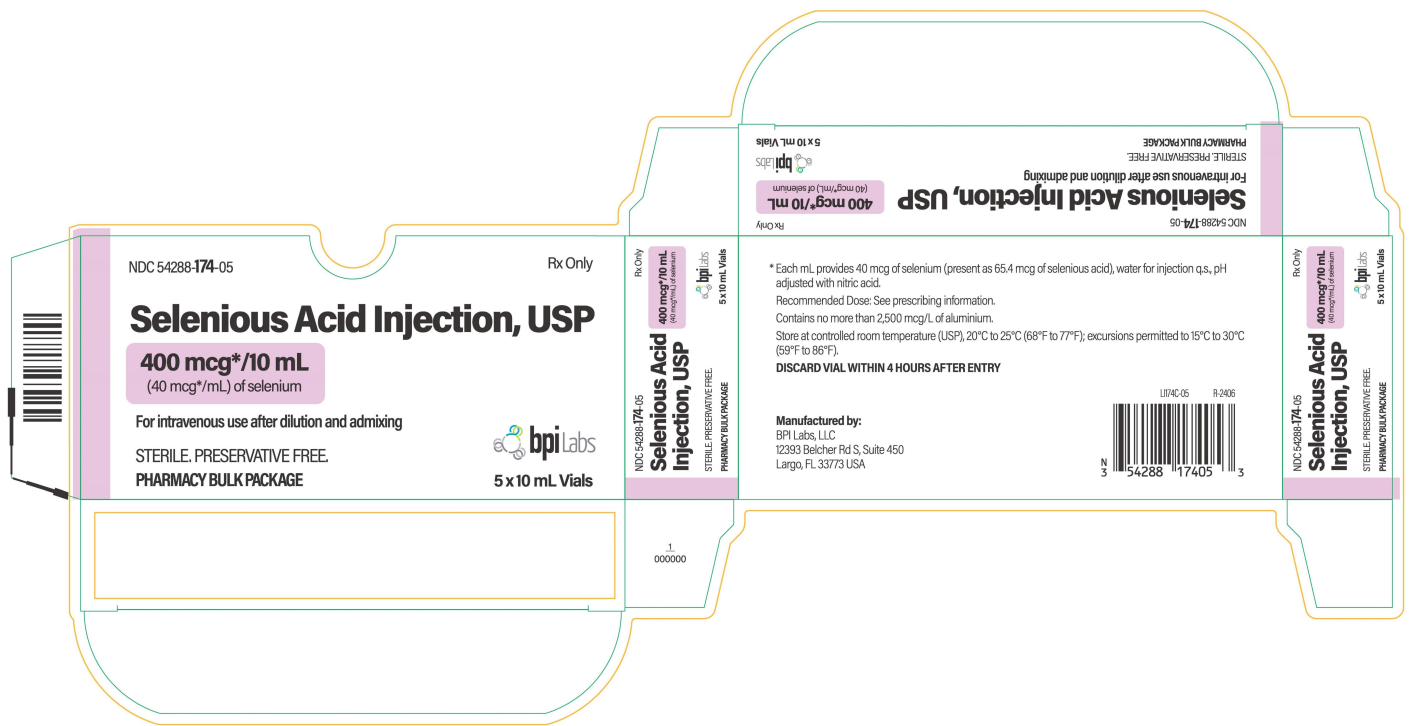 NDC 54288-174-05
Rx Only
Selenious Acid Injection, USP
400 mcg*/10 mL
(40 mcg*/mL) of selenium
For intravenous use after dilution and admixing
STERILE. PRESERVATIVE FREE.
PHARMACY BULK PACKAGE
bpi Labs
5 x 10 mL Vials
NDC 54288-174-05
Rx Only
Selenious Acid
Injection, USP
400 mcg*/10 mL
(40 mcg*/mL) of selenium
STERILE. PRESERVATIVE FREE.
PHARMACY BULK PACKAGE
bpi Labs
5 x 10 mL Vials
1
000000
NDC 54288-174-05
Rx Only
Selenious Acid Injection, USP
400 mcg*/10 mL
(40 mcg*/mL) of selenium
For intravenous use after dilution and admixing
STERILE. PRESERVATIVE FREE.
PHARMACY BULK PACKAGE
bpi Labs
5 x 10 mL Vials
* Each mL provides 40 mcg of selenium (present as 65.4 mcg of selenious acid), water for injection q.s., pH
adjusted with nitric acid.
Recommended Dose: See prescribing information.
Contains no more than 2,500 mcg/L of aluminium.
Store at controlled room temperature (USP), 20°C to 25°C (68°F to 77°F); excursions permitted to 15°C to 30°C
(59°F to 86°F).
DISCARD VIAL WITHIN 4 HOURS AFTER ENTRY
Manufactured by:
BPI Labs, LLC
12393 Belcher Rd S, Suite 450
Largo, FL 33773 USA
LI174C-05 R-2406
N
3 54288 17405 3
NDC 54288-174-05
Rx Only
Selenious Acid
Injection, USP
400 mcg*/10 mL
(40 mcg*/mL) of selenium
STERILE. PRESERVATIVE FREE.
PHARMACY BULK PACKAGE
bpi Labs
5 x 10 mL Vials